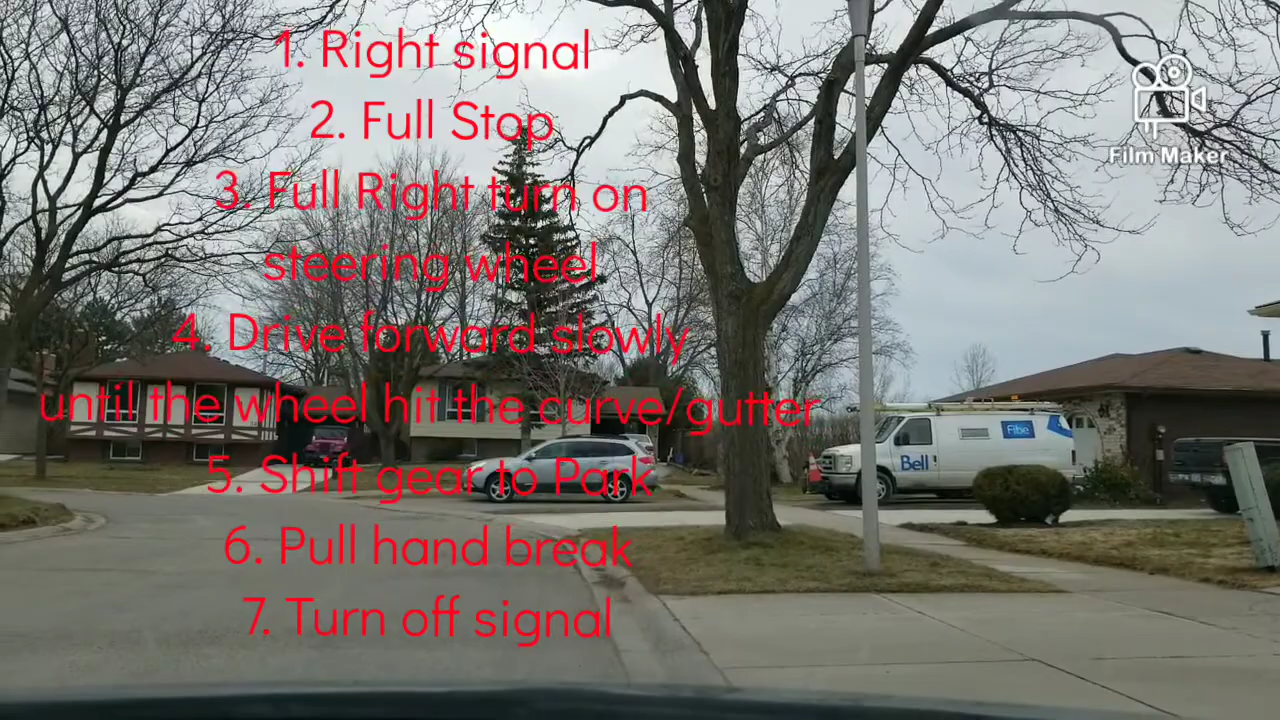 1. Right signal
2. Full Stop
3. Full Right turn on
steering wheel
4. Drive forward slowly
until the wheel hit the curve/gutter
5. Shift gear to Park
6. Pull hand break
7. Turn off signal
Film Maker
Fibe
Bell